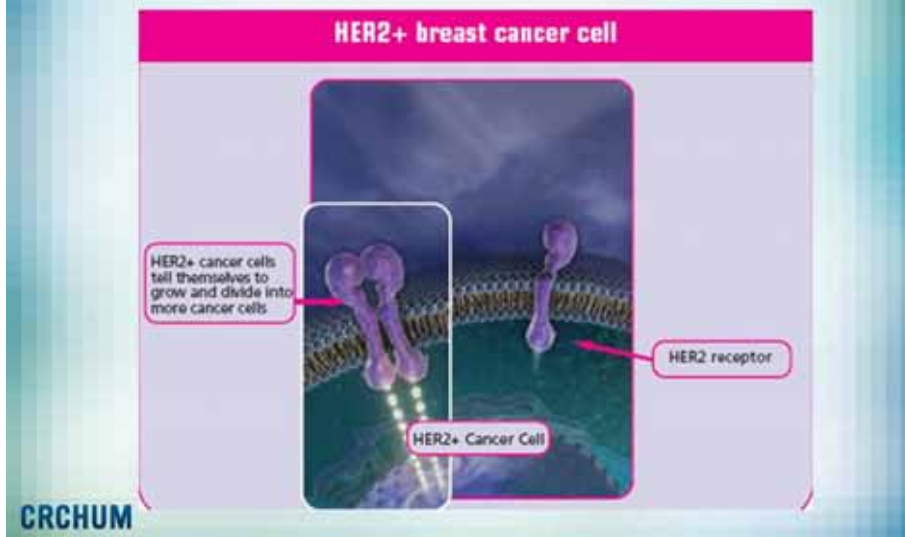 HER2+ breast cancer cell
HER2+ cancer cells
tell themselves to
grow and divide into
more cancer cells
HER2 receptor
HER2+ Cancer Cell
CRCHUM